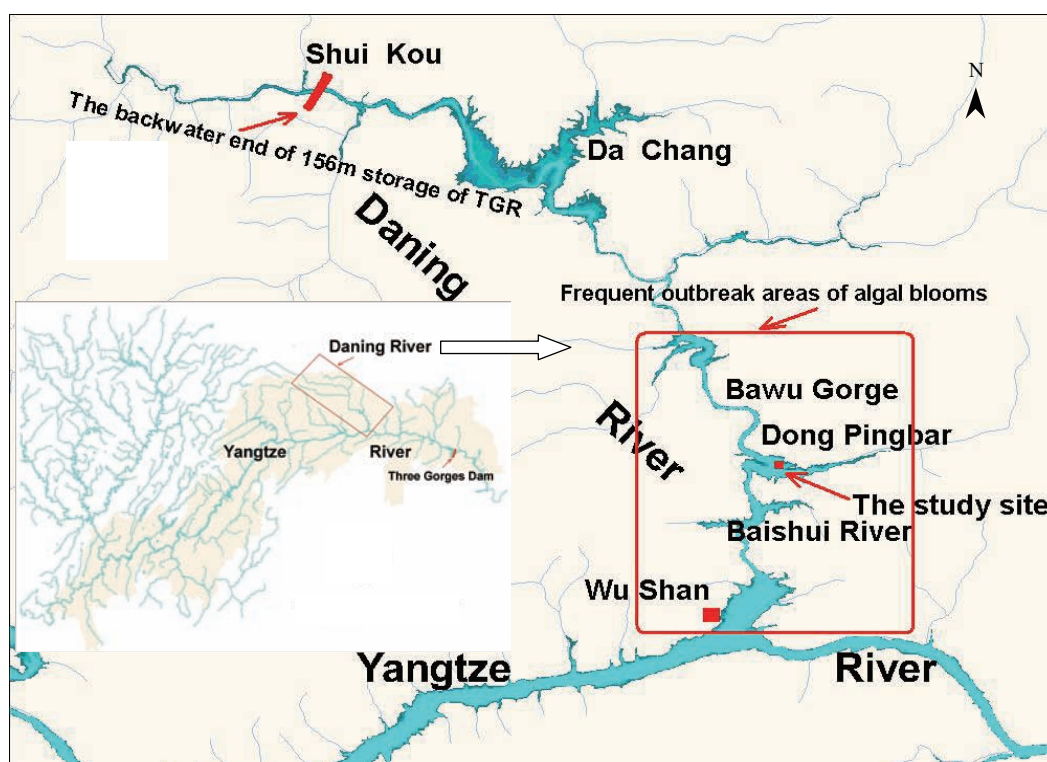 Shui Kou
N
The backwater end of 156m storage of TGR
Da Chang
Daning
Frequent outbreak areas of algal blooms
Daning River
Bawu Gorge
River
Dong Pingbar
Yangtze River
Three Gorges Dam
The study site
Baishui River
Wu Shan
Yangtze River